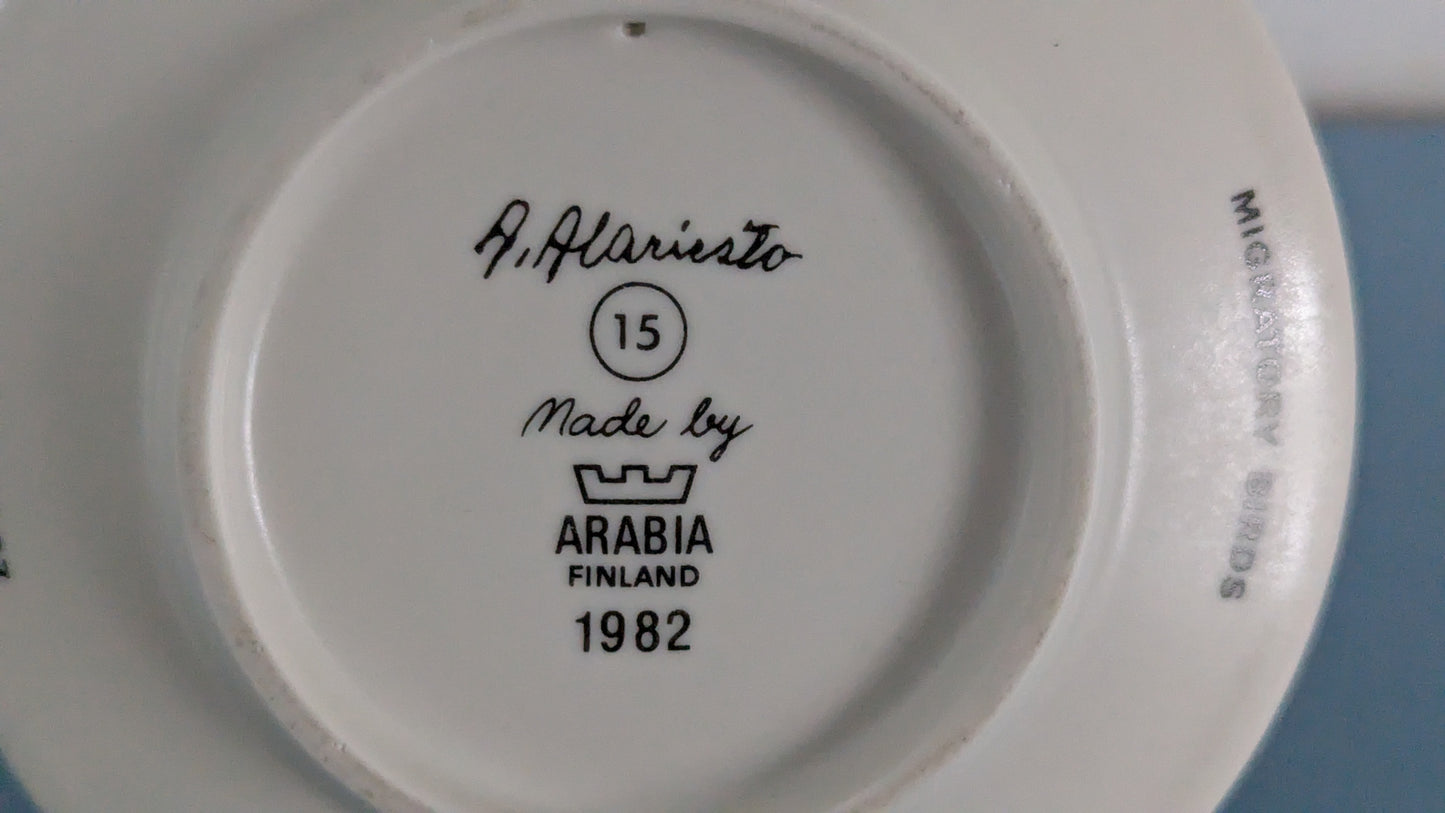 A. Alariesto
15
Made by
ARABIA
FINLAND
1982
MIGRATORY BIRDS